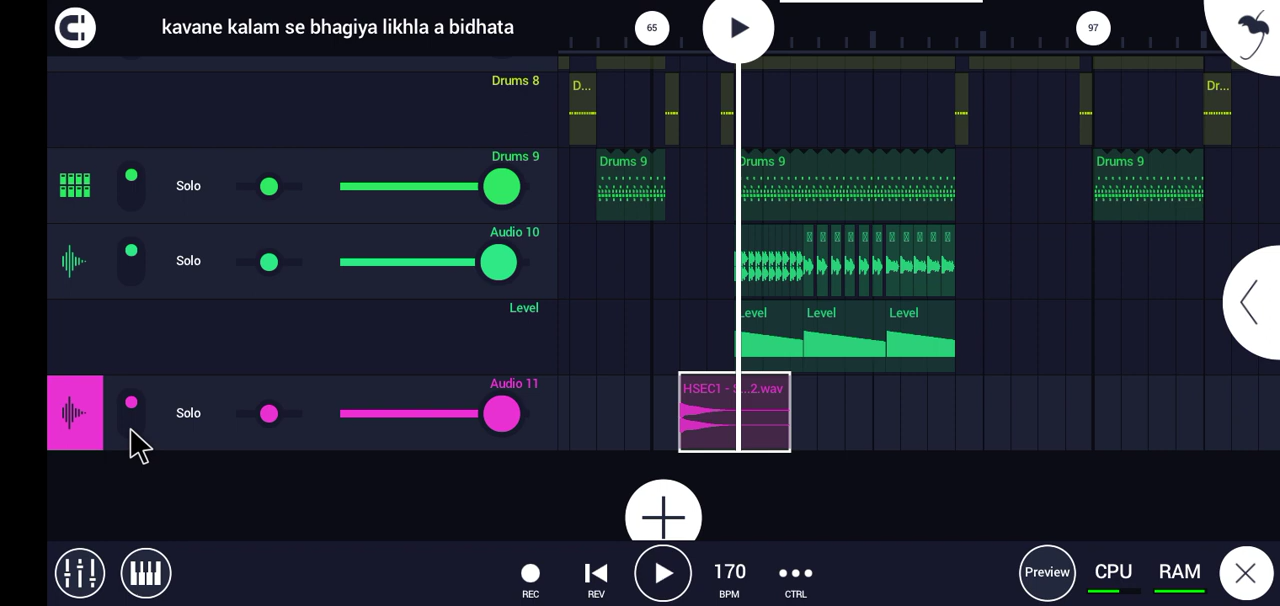 kavane kalam se bhagiya likhla a bidhata
65
97
Drums 8
D...
Dr...
Drums 9
Solo
Drums 9
Drums 9
Drums 9
Audio 10
Solo
Level
Level
Level
Level
Audio 11
Solo
HSEC1 - S...2.wav
REC
REV
170
BPM
CTRL
Preview
CPU
RAM